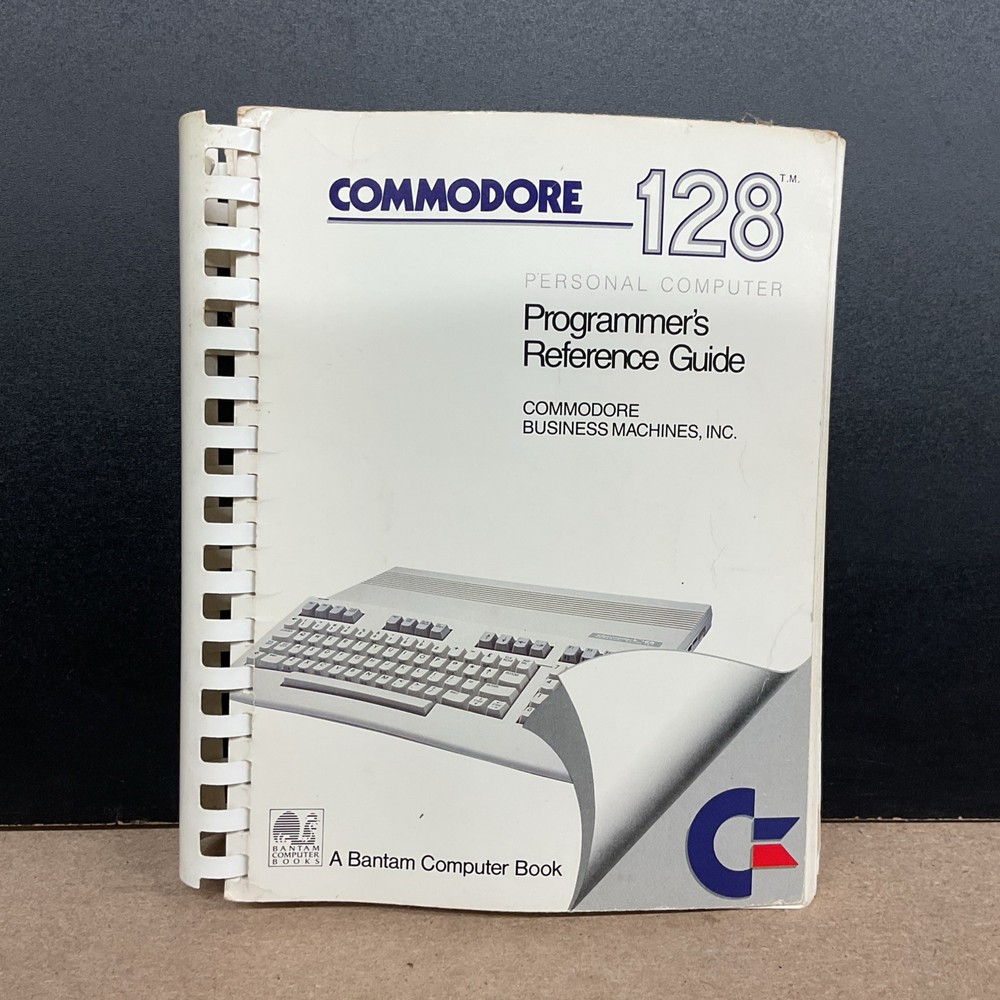 COMMODORE 128 T.M.
PERSONAL COMPUTER
Programmer's
Reference Guide
COMMODORE
BUSINESS MACHINES, INC.
BANTAM
COMPUTER
BOOKS
A Bantam Computer Book